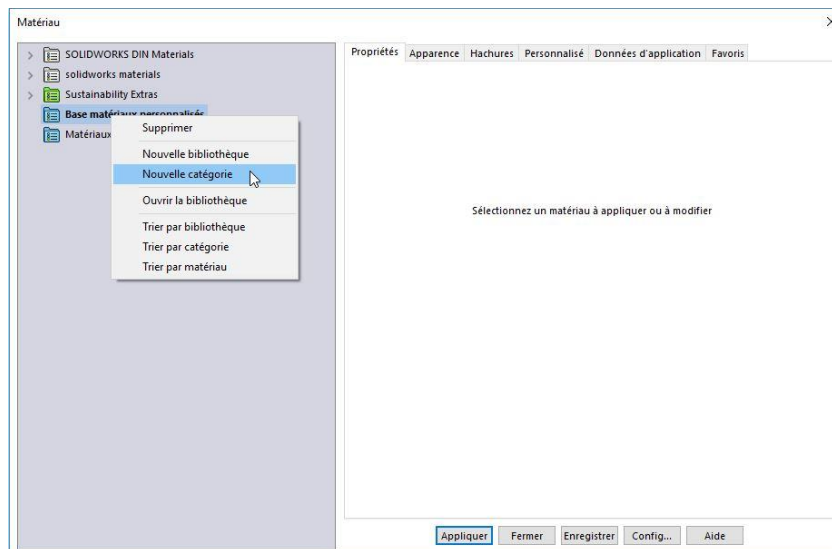 Matériau
SOLIDWORKS DIN Materials
solidworks materials
Sustainability Extras
Base matériaux personnalisés
Matériaux
Supprimer
Nouvelle bibliothèque
Nouvelle catégorie
Ouvrir la bibliothèque
Trier par bibliothèque
Trier par catégorie
Trier par matériau
Propriétés Apparence Hachures Personnalisé Données d'application Favoris
Sélectionnez un matériau à appliquer ou à modifier
Appliquer Fermer Enregistrer Config... Aide